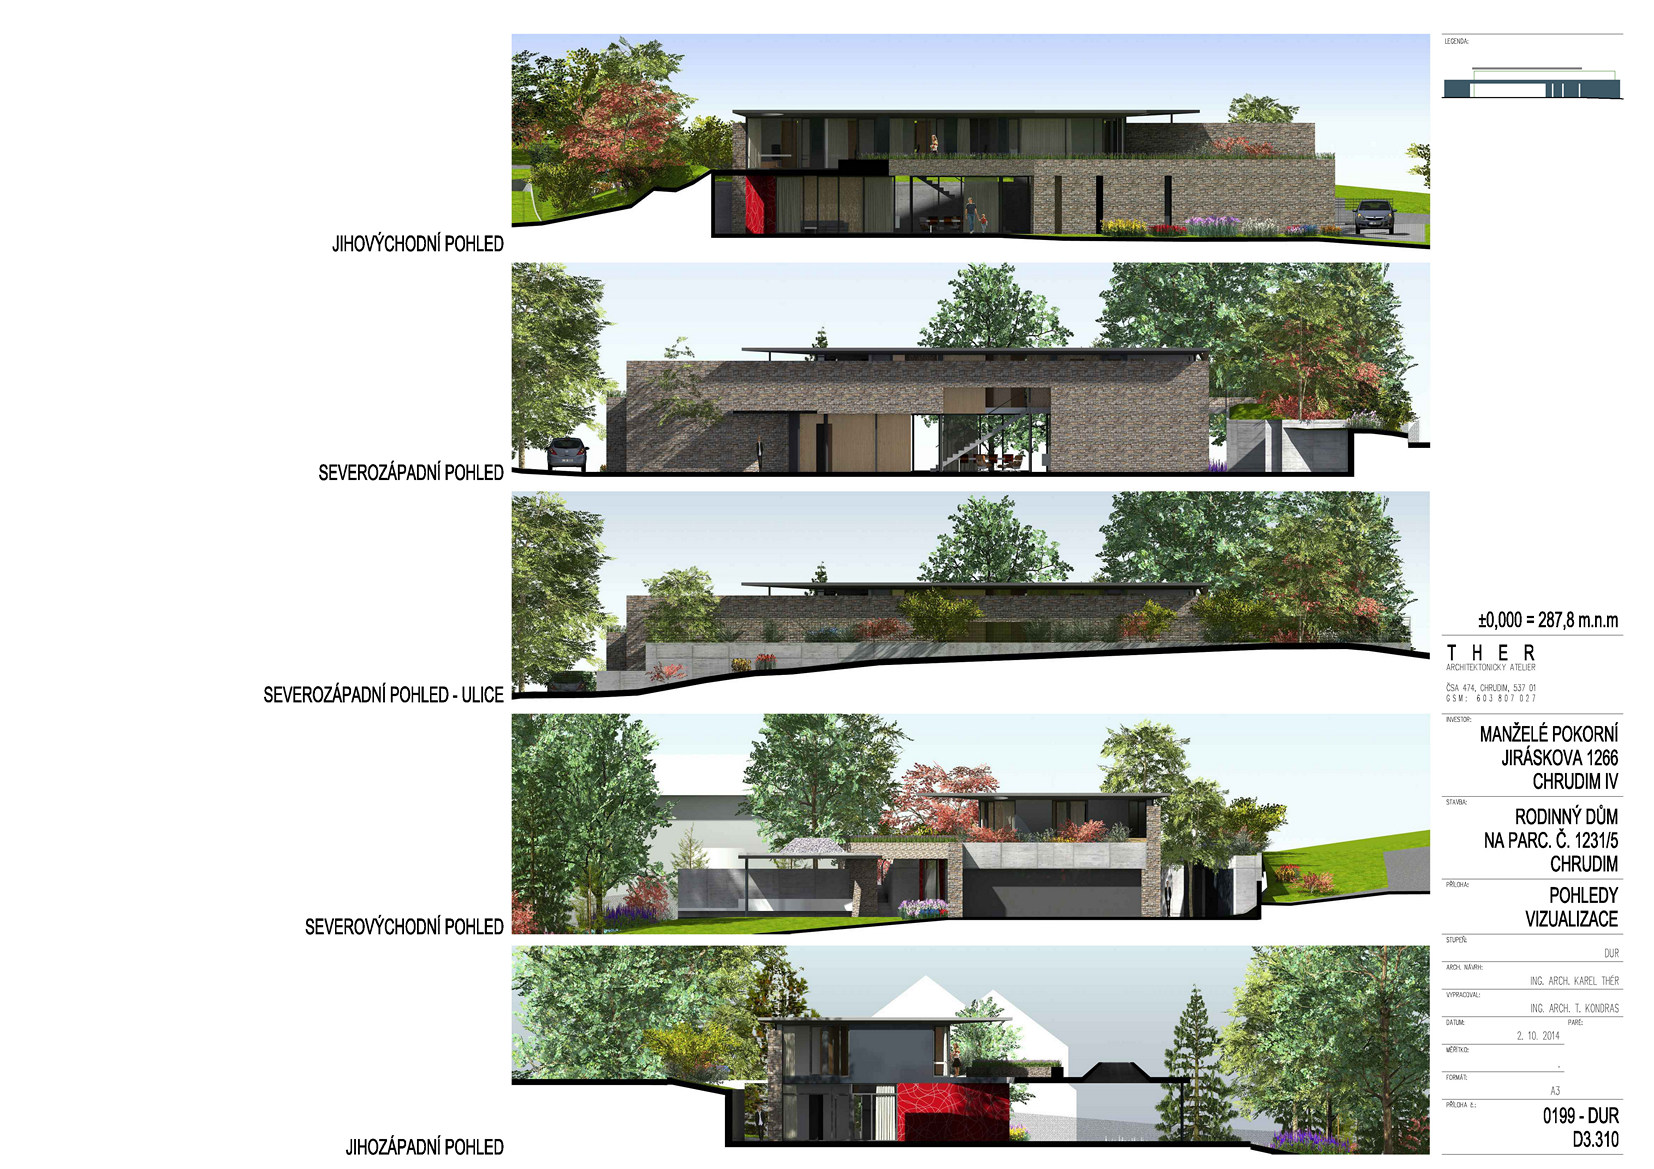 JIHOVÝCHODNÍ POHLED
SEVEROZÁPADNÍ POHLED
SEVEROZÁPADNÍ POHLED - ULICE
SEVEROVÝCHODNÍ POHLED
JIHOZÁPADNÍ POHLED
LEGENDA:
±0,000 = 287,8 m.n.m
THER
ARCHITEKTONICKÝ ATELIER
ČSA 474, CHRUDIM, 537 01
GSM: 603 807 027
INVESTOR:
MANŽELÉ POKORNÍ
JIRÁSKOVA 1266
CHRUDIM IV
STAVBA:
RODINNÝ DŮM
NA PARC. Č. 1231/5
CHRUDIM
PŘÍLOHA:
POHLEDY
VIZUALIZACE
STUPEŇ:
DUR
ARCH. NÁVRH:
ING. ARCH. KAREL THÉR
VYPRACOVAL:
ING. ARCH. T. KONDRAS
DATUM: PARÉ:
2. 10. 2014
MĚŘÍTKO:
-
FORMÁT:
A3
PŘÍLOHA č.:
0199 - DUR
D3.310